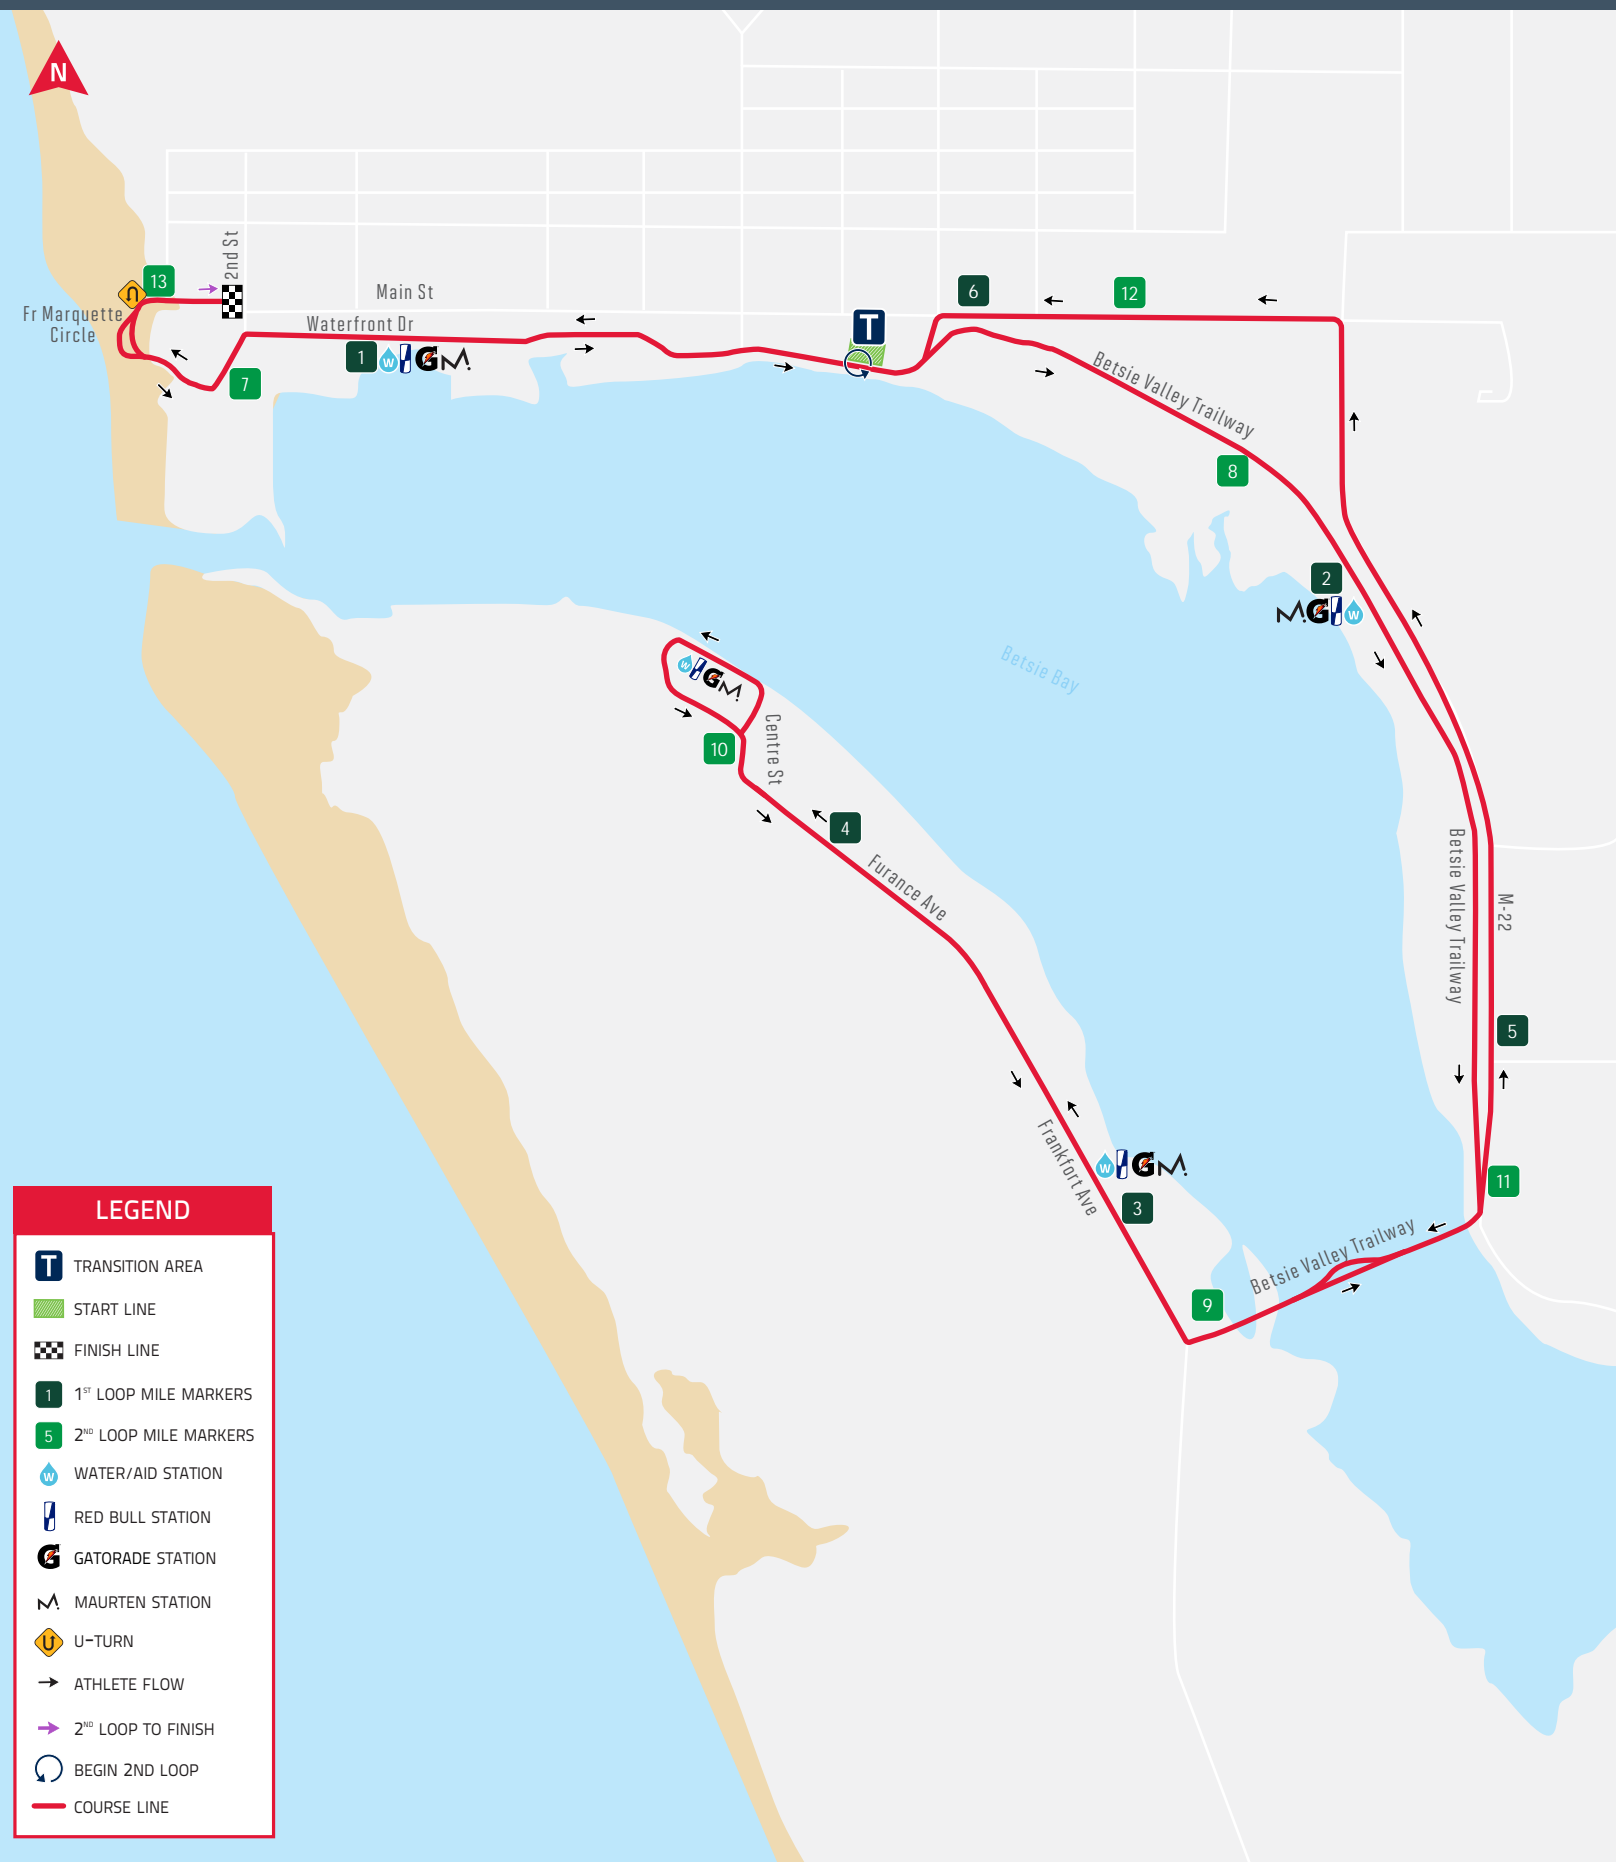 N
2nd St
13
Fr Marquette
Circle
Main St
Waterfront Dr
1
W
G
M.
7
T
6
12
Betsie Valley Trailway
8
2
M.
G
W
Betsie Bay
W
G
M.
10
Centre St
4
Furance Ave
Betsie Valley Trailway
M-22
5
Frankfort Ave
W
G
M.
3
11
Betsie Valley Trailway
9
LEGEND
T TRANSITION AREA
START LINE
FINISH LINE
1 1ST LOOP MILE MARKERS
5 2ND LOOP MILE MARKERS
W WATER/AID STATION
RED BULL STATION
G GATORADE STATION
M. MAURTEN STATION
U-TURN
ATHLETE FLOW
2ND LOOP TO FINISH
BEGIN 2ND LOOP
COURSE LINE